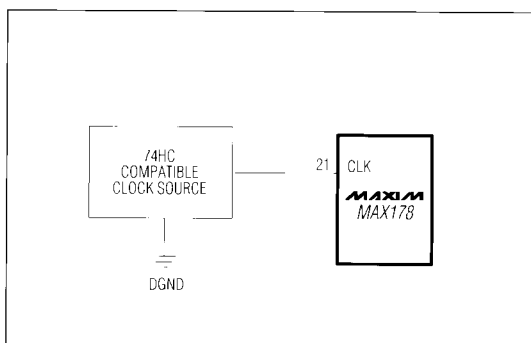 74HC
COMPATIBLE
CLOCK SOURCE
DGND
21 CLK
MAXIM
MAX178